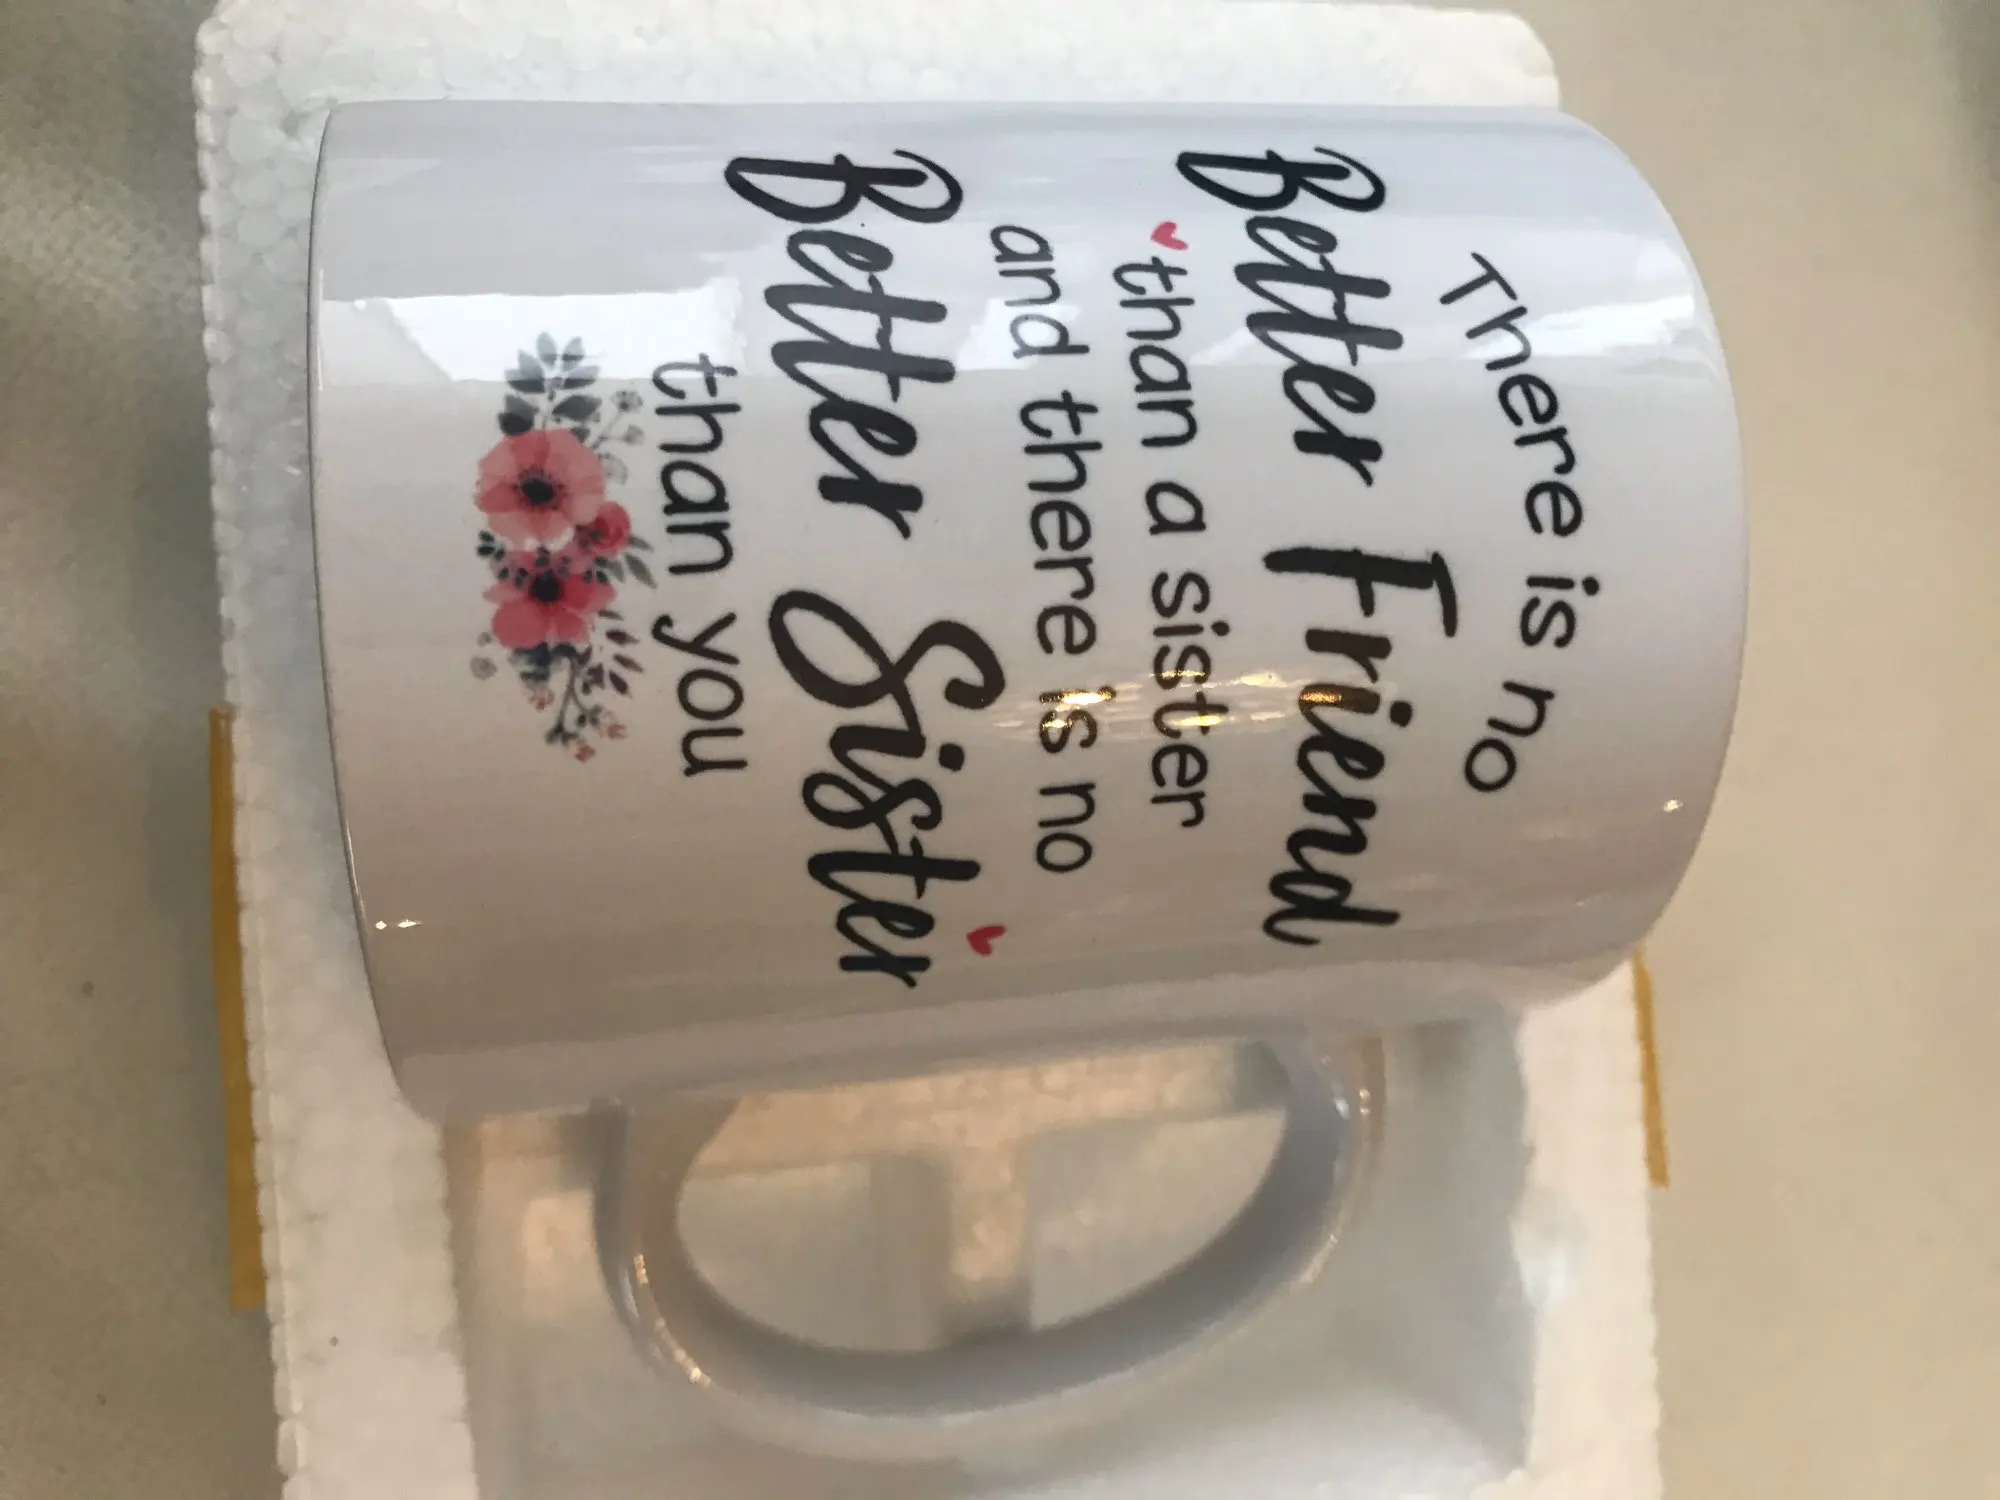 There is no
Better Friend
than a sister
and there is no
Better Sister
than you